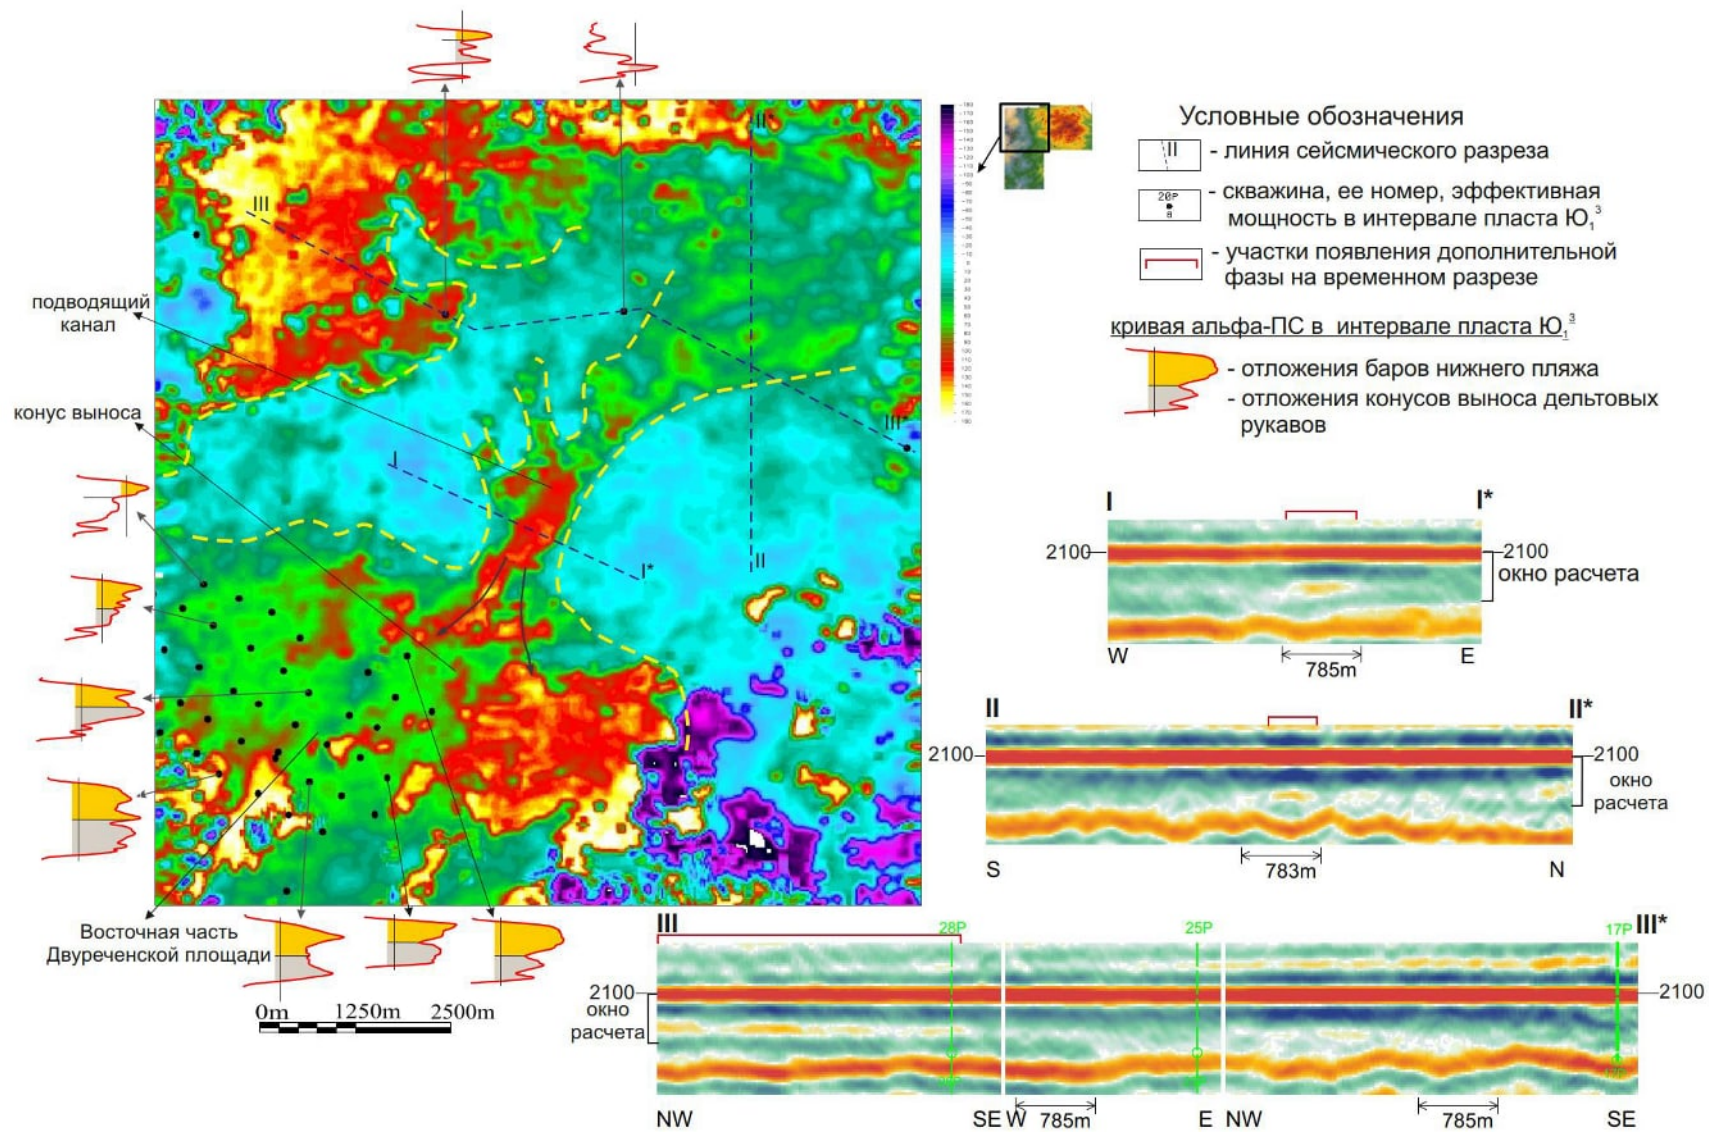 Условные обозначения
II
- линия сейсмического разреза
20Р
8
- скважина, ее номер, эффективная
мощность в интервале пласта Ю₁³
- участки появления дополнительной
фазы на временном разрезе
кривая альфа-ПС в интервале пласта Ю₁³
- отложения баров нижнего пляжа
- отложения конусов выноса дельтовых
рукавов
подводящий
канал
конус выноса
Восточная часть
Двуреченской площади
III
II
I
I*
II
III*
0m 1250m 2500m
I I*
2100 2100
окно расчета
W E
785m
II II*
2100 2100
окно
расчета
S N
783m
III III*
28P 25P 17P
2100 2100
окно
расчета
NW SE W 785m E NW 785m SE